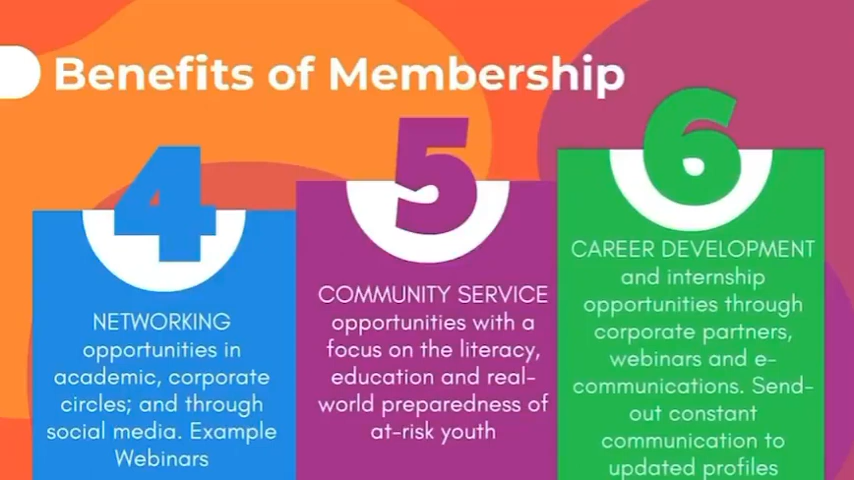 Benefits of Membership
4
NETWORKING
opportunities in
academic, corporate
circles; and through
social media. Example
Webinars
5
COMMUNITY SERVICE
opportunities with a
focus on the literacy,
education and real-
world preparedness of
at-risk youth
6
CAREER DEVELOPMENT
and internship
opportunities through
corporate partners,
webinars and e-
communications. Send-
out constant
communication to
updated profiles